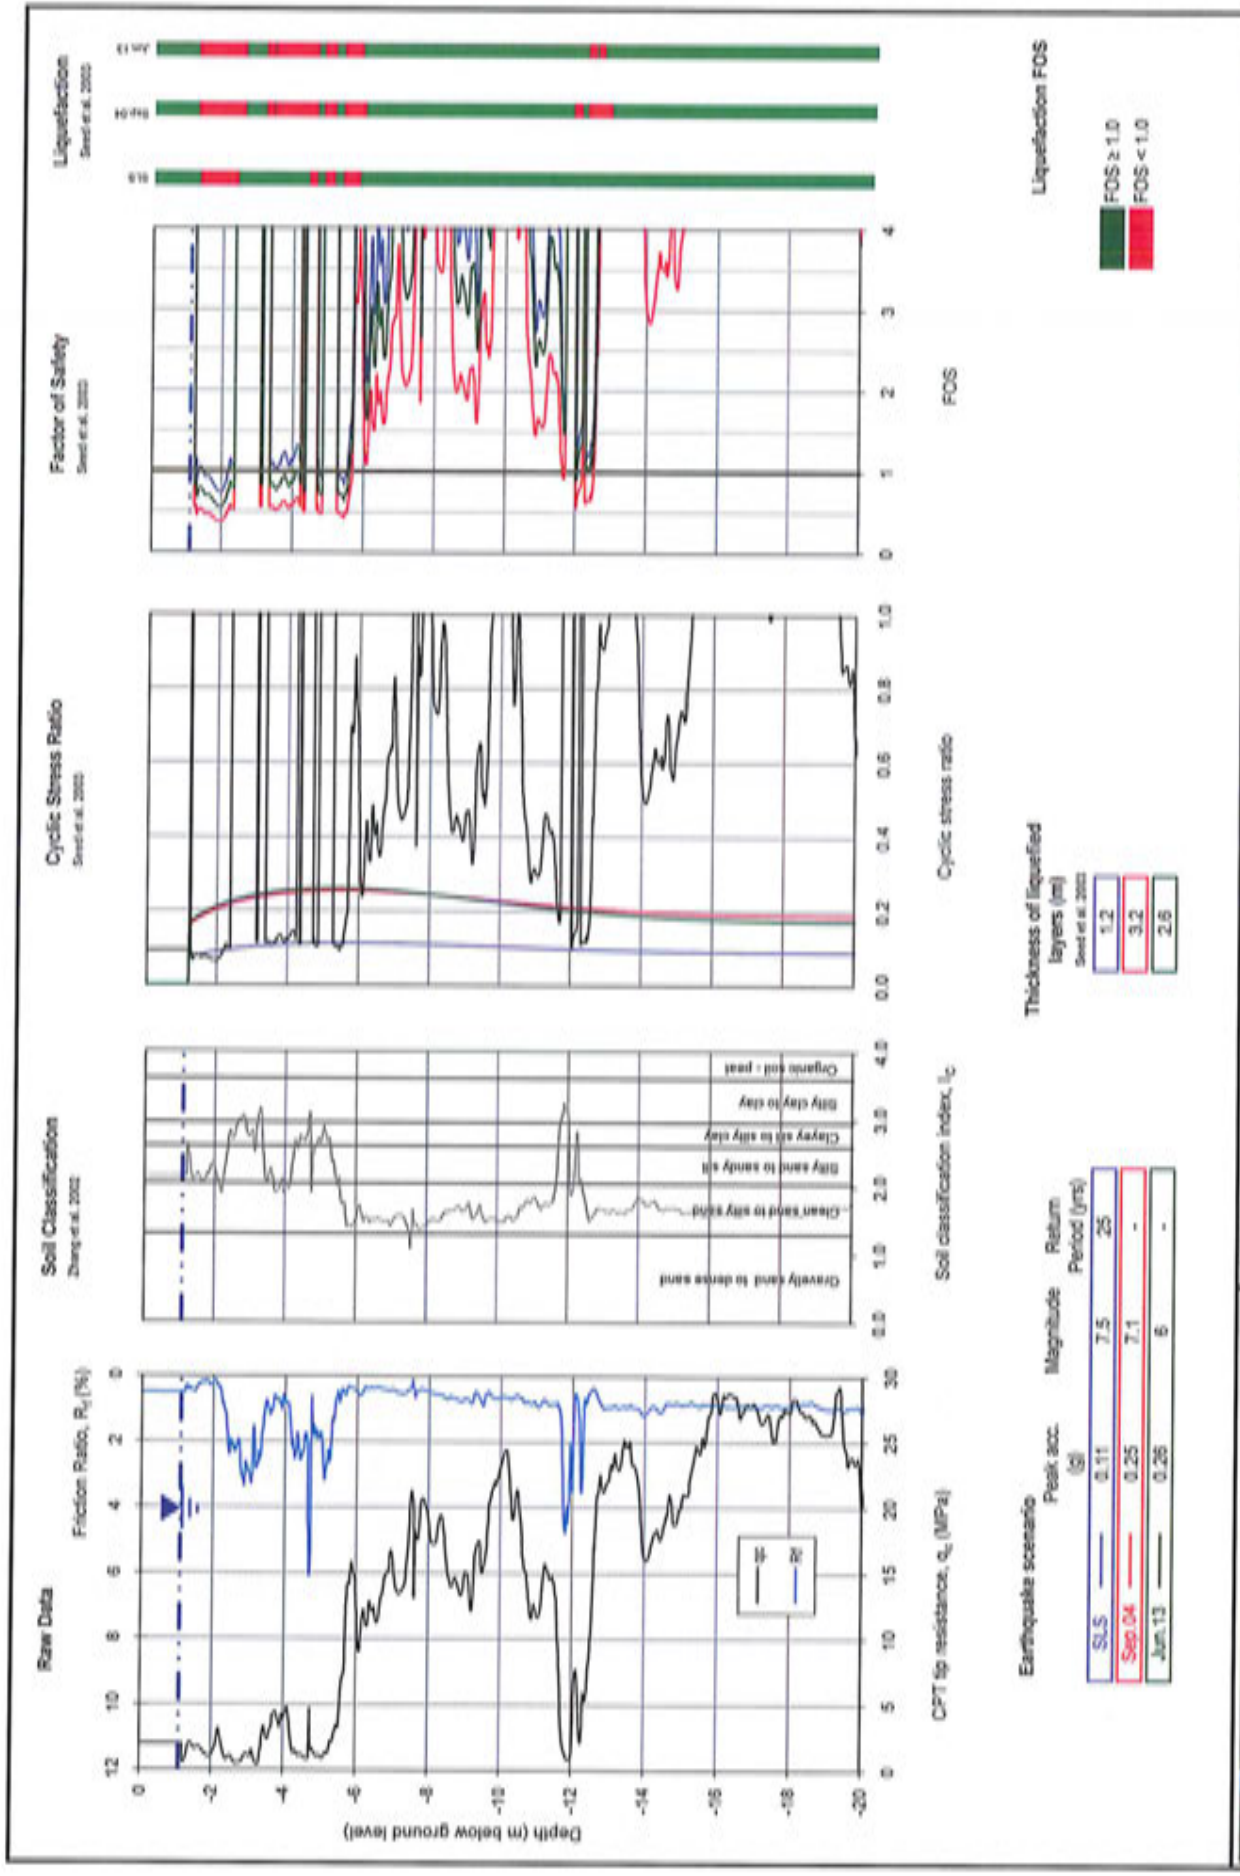 Raw Data
Friction Ratio, Rf (%)
12 10 8 6 4 2 0
0
-2
-4
-6
-8
-10
-12
-14
-16
-18
-20
Depth (m below ground level)
Rf
0 5 10 15 20 25 30
CPT tip resistance, qc (MPa)
Soil Classification
Zhang et al. 2002
Gravelly sand to dense sand
Clean sand to silty sand
Silty sand to sandy silt
Clayey silt to silty clay
Silty clay to clay
Organic soil - peat
0.0 1.0 2.0 3.0 4.0
Soil classification index, IC
Cyclic Stress Ratio
Seed et al. 2003
0.0 0.2 0.4 0.6 0.8 1.0
Cyclic stress ratio
Factor of Safety
Seed et al. 2003
0 1 2 3 4
FOS
Liquefaction
Seed et al. 2003
SLS Sep.04 Jun.13
Earthquake scenario
Peak acc. (g)
Magnitude
Return Period (yrs)
SLS 0.11 7.5 25
Sep.04 0.25 7.1 -
Jun.13 0.26 6 -
Thickness of liquefied
layers (m)
Seed et al. 2003
1.2
3.2
2.6
Liquefaction FOS
FOS ≥ 1.0
FOS < 1.0